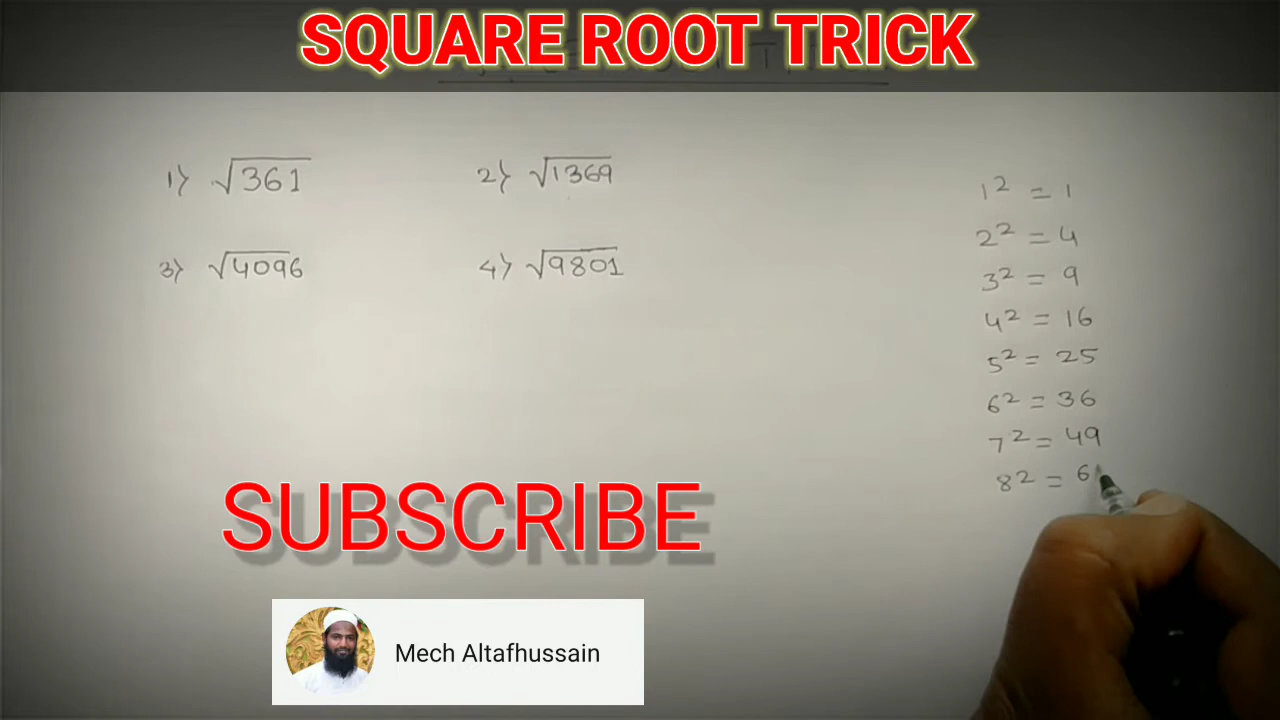 SQUARE ROOT TRICK
1) √361 2) √1369
3) √4096 4) √9801
1² = 1
2² = 4
3² = 9
4² = 16
5² = 25
6² = 36
7² = 49
8² = 6
SUBSCRIBE
Mech Altafhussain